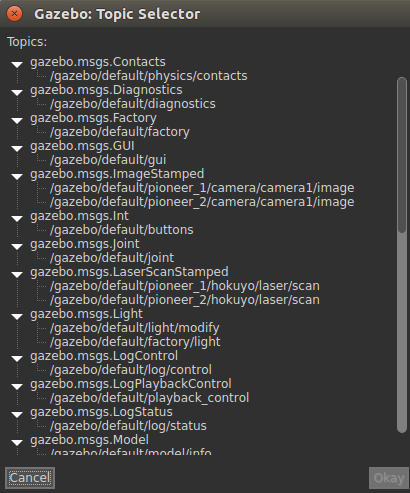 Gazebo: Topic Selector
Topics:
gazebo.msgs.Contacts
/gazebo/default/physics/contacts
gazebo.msgs.Diagnostics
/gazebo/default/diagnostics
gazebo.msgs.Factory
/gazebo/default/factory
gazebo.msgs.GUI
/gazebo/default/gui
gazebo.msgs.ImageStamped
/gazebo/default/pioneer_1/camera/camera1/image
/gazebo/default/pioneer_2/camera/camera1/image
gazebo.msgs.Int
/gazebo/default/buttons
gazebo.msgs.Joint
/gazebo/default/joint
gazebo.msgs.LaserScanStamped
/gazebo/default/pioneer_1/hokuyo/laser/scan
/gazebo/default/pioneer_2/hokuyo/laser/scan
gazebo.msgs.Light
/gazebo/default/light/modify
/gazebo/default/factory/light
gazebo.msgs.LogControl
/gazebo/default/log/control
gazebo.msgs.LogPlaybackControl
/gazebo/default/playback_control
gazebo.msgs.LogStatus
/gazebo/default/log/status
gazebo.msgs.Model
/gazebo/default/model/info
Cancel
Okay